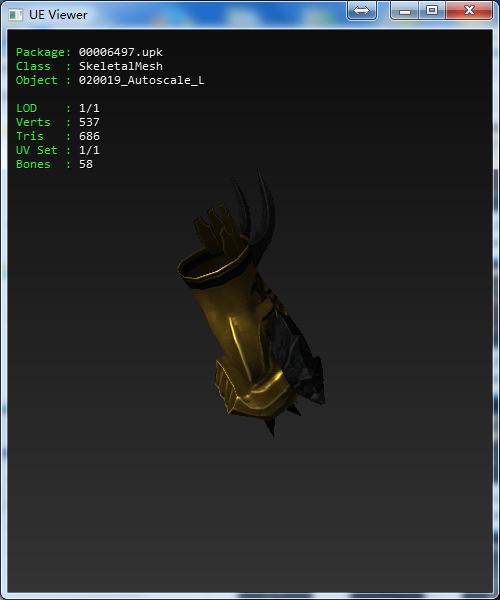 UE Viewer
Package: 00006497.upk
Class : SkeletalMesh
Object : 020019_Autoscale_L
LOD : 1/1
Verts : 537
Tris : 686
UV Set : 1/1
Bones : 58